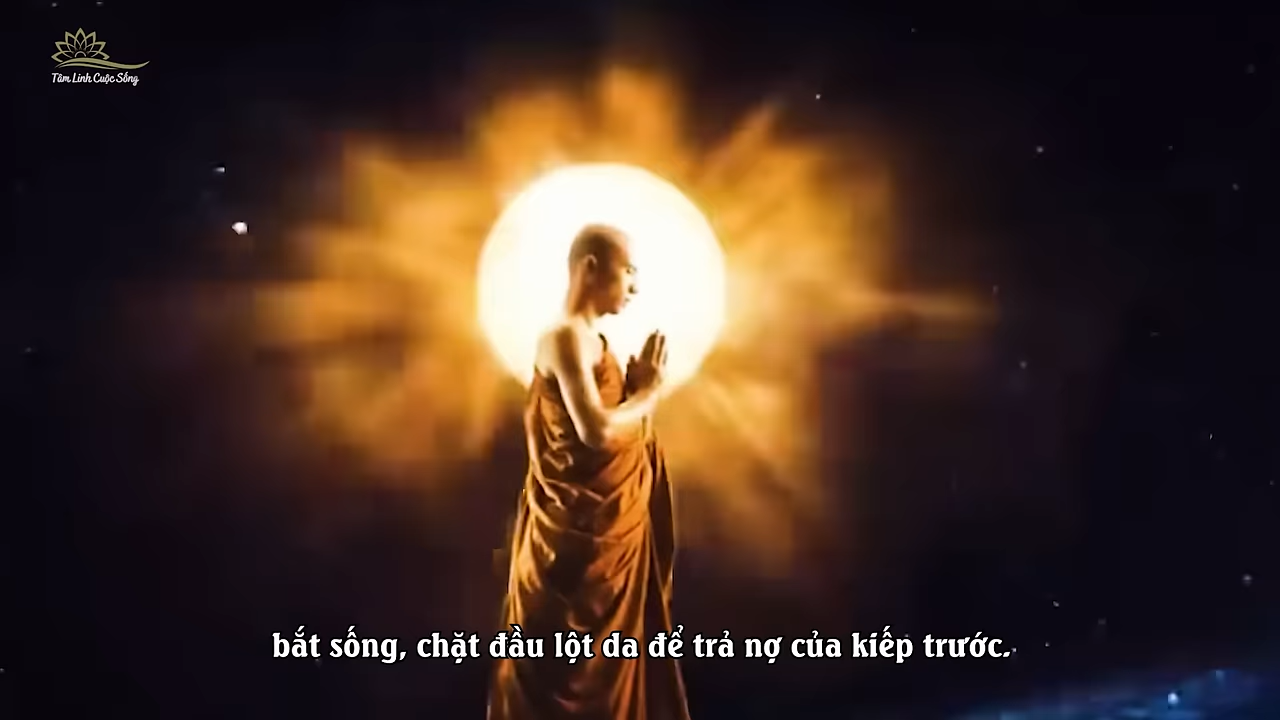 Tâm Linh Cuộc Sống
bắt sống, chặt đầu lột da để trả nợ của kiếp trước.